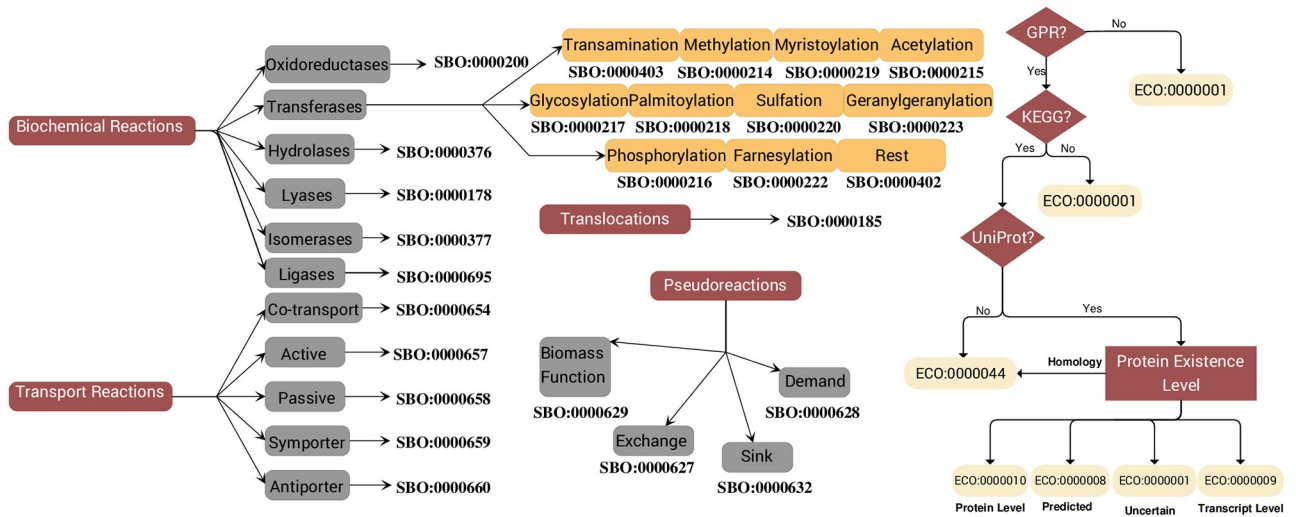 Biochemical Reactions
Oxidoreductases
SBO:0000200
Transferases
Transamination Methylation Myristoylation Acetylation
SBO:0000403 SBO:0000214 SBO:0000219 SBO:0000215
Glycosylation Palmitoylation Sulfation Geranylgeranylation
SBO:0000217 SBO:0000218 SBO:0000220 SBO:0000223
Phosphorylation Farnesylation Rest
SBO:0000216 SBO:0000222 SBO:0000402
Hydrolases SBO:0000376
Lyases SBO:0000178
Isomerases SBO:0000377
Ligases SBO:0000695
Transport Reactions
Co-transport SBO:0000654
Active SBO:0000657
Passive SBO:0000658
Symporter SBO:0000659
Antiporter SBO:0000660
Translocations SBO:0000185
Pseudoreactions
Biomass
Function
SBO:0000629
Exchange
SBO:0000627
Sink
SBO:0000632
Demand
SBO:0000628
GPR?
No
ECO:0000001
Yes
KEGG?
Yes No
ECO:0000001
UniProt?
No Yes
ECO:0000044
Homology
Protein Existence
Level
ECO:0000010 ECO:0000008 ECO:0000001 ECO:0000009
Protein Level Predicted Uncertain Transcript Level